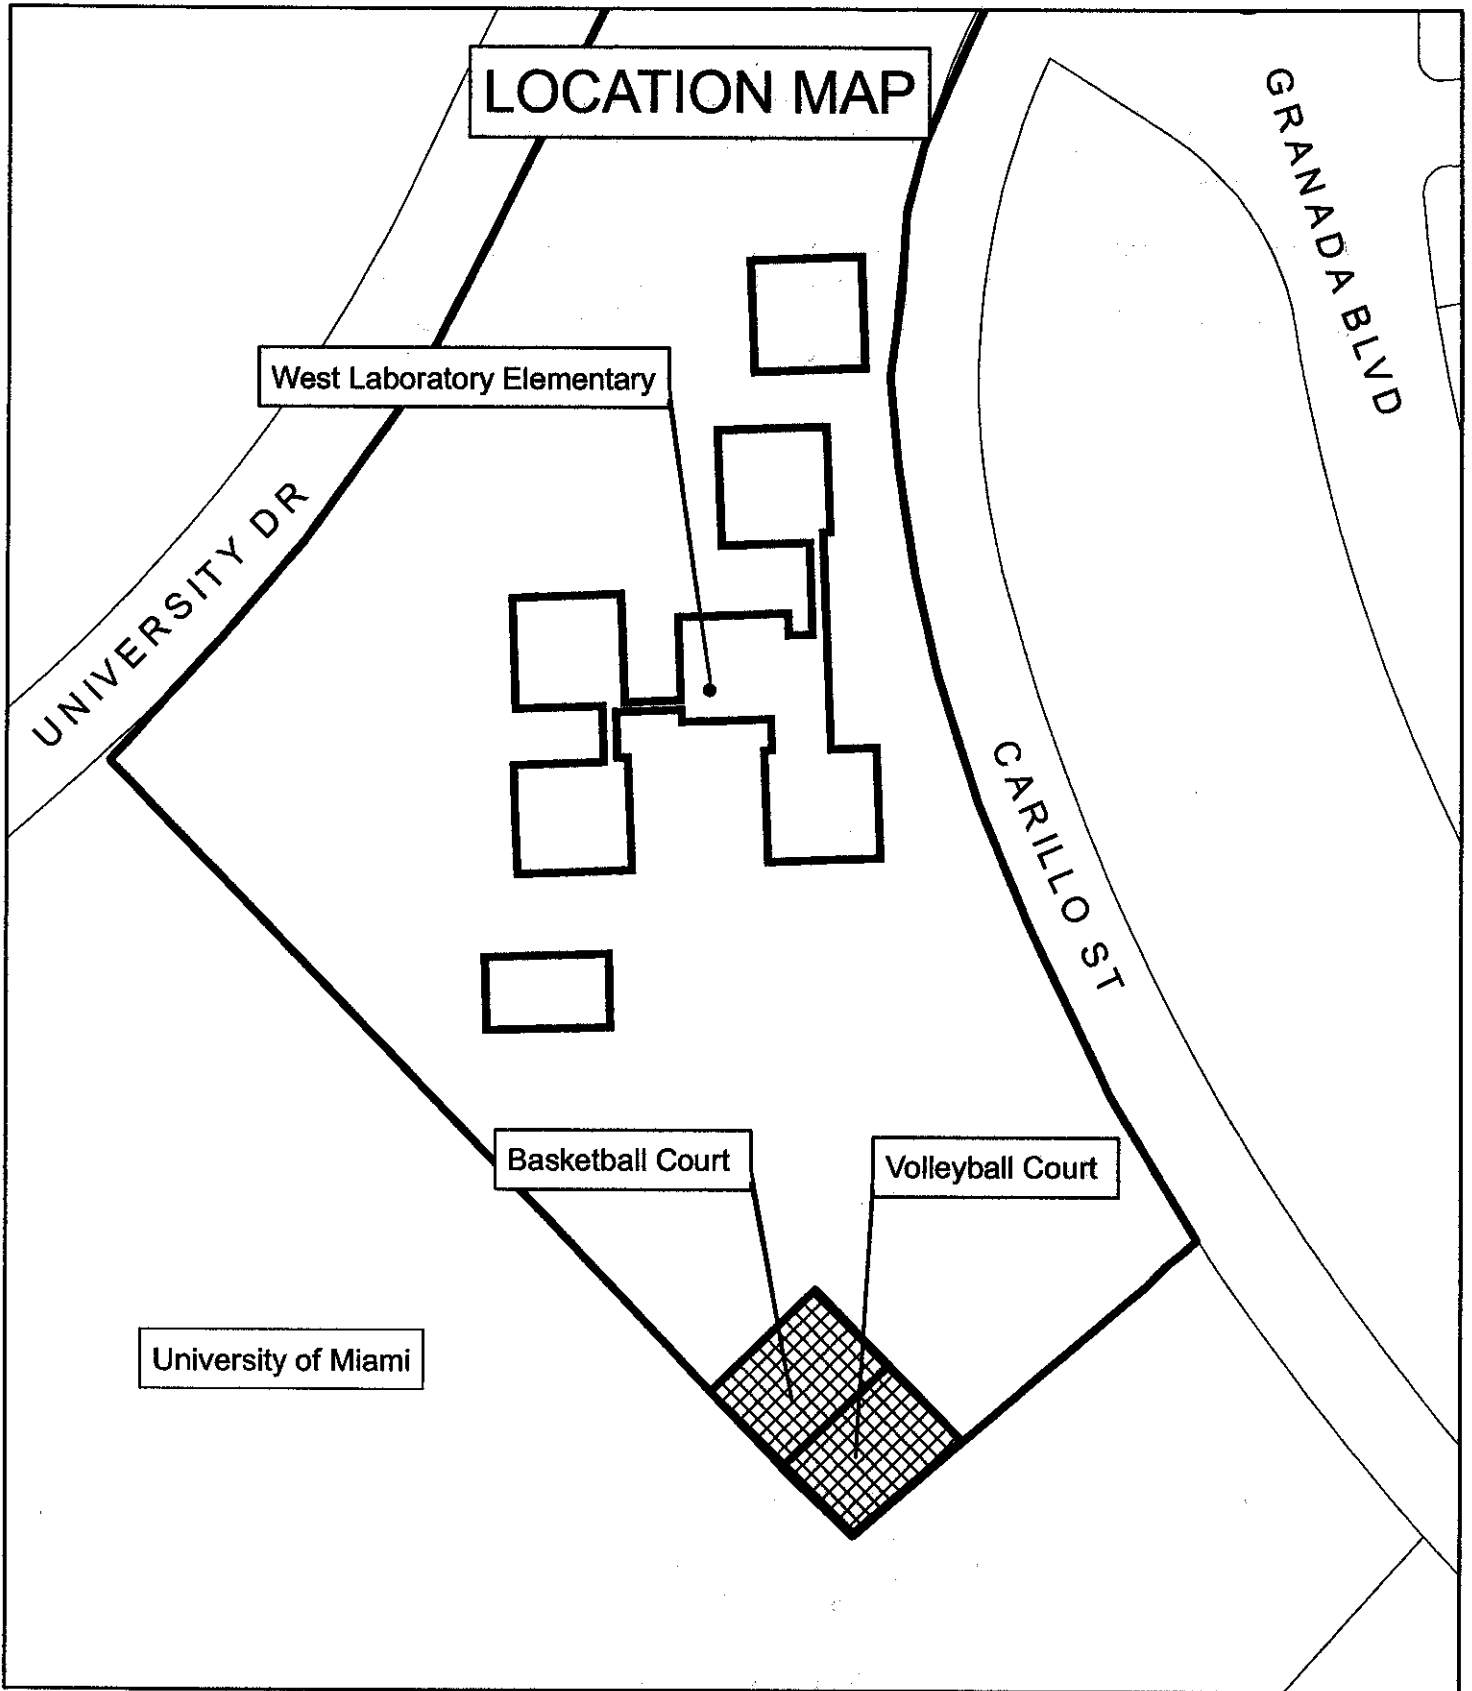 LOCATION MAP
GRANADA BLVD
West Laboratory Elementary
UNIVERSITY DR
CARILLO ST
Basketball Court
Volleyball Court
University of Miami